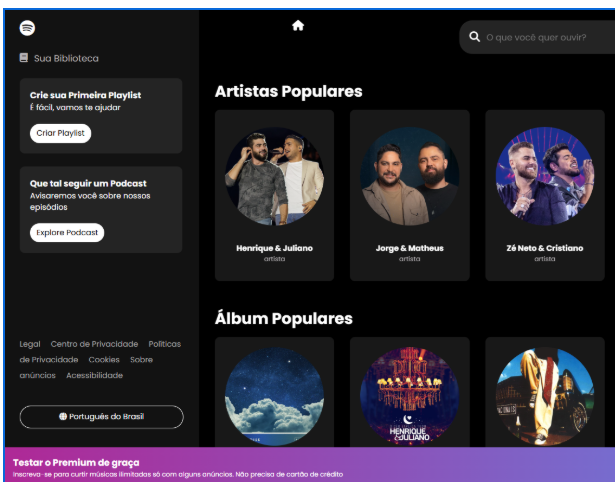 O que você quer ouvir?
Sua Biblioteca
Crie sua Primeira Playlist
É fácil, vamos te ajudar
Criar Playlist
Que tal seguir um Podcast
Avisaremos você sobre nossos
episódios
Explore Podcast
Legal Centro de Privacidade Políticas
de Privacidade Cookies Sobre
anúncios Acessibilidade
Português do Brasil
Artistas Populares
Henrique & Juliano
artista
Jorge & Matheus
artista
Zé Neto & Cristiano
artista
Álbum Populares
HENRIQUE
&JULIANO
Testar o Premium de graça
Inscreva-se para curtir músicas ilimitadas só com alguns anúncios. Não precisa de cartão de crédito